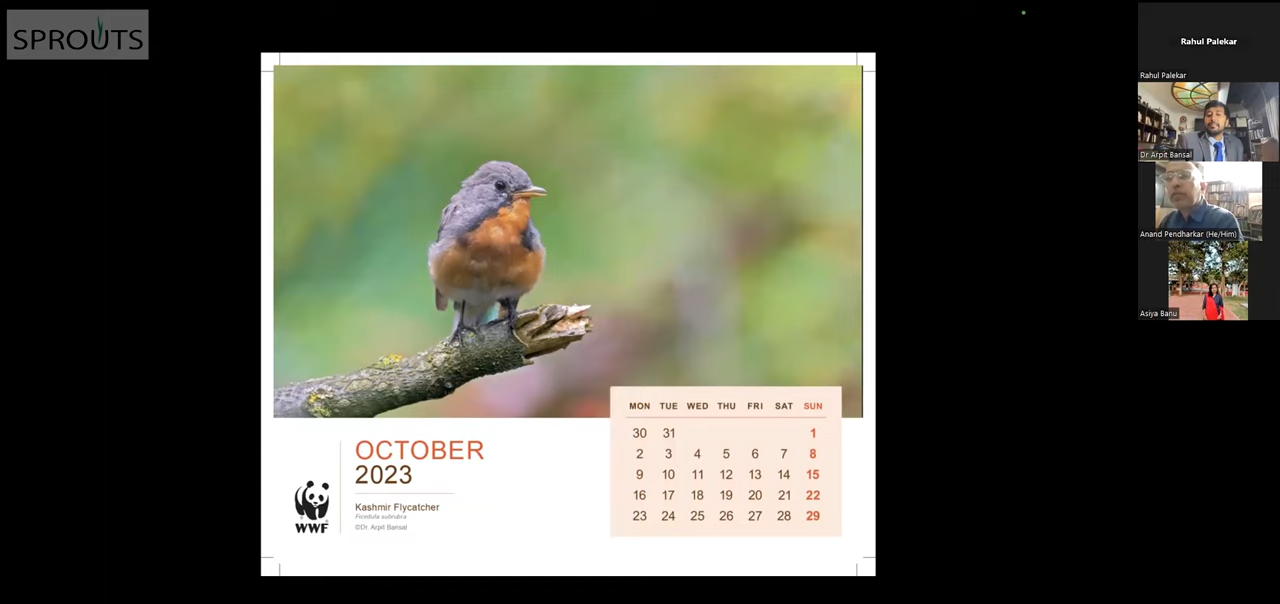 SPROUTS
Rahul Palekar
Rahul Palekar
Dr Arpit Bansal
Anand Pendharkar (He/Him)
Asiya Banu
MON TUE WED THU FRI SAT SUN
30 31 1
2 3 4 5 6 7 8
9 10 11 12 13 14 15
16 17 18 19 20 21 22
23 24 25 26 27 28 29
OCTOBER
2023
Kashmir Flycatcher
Ficedula subrubra
©Dr. Arpit Bansal
WWF